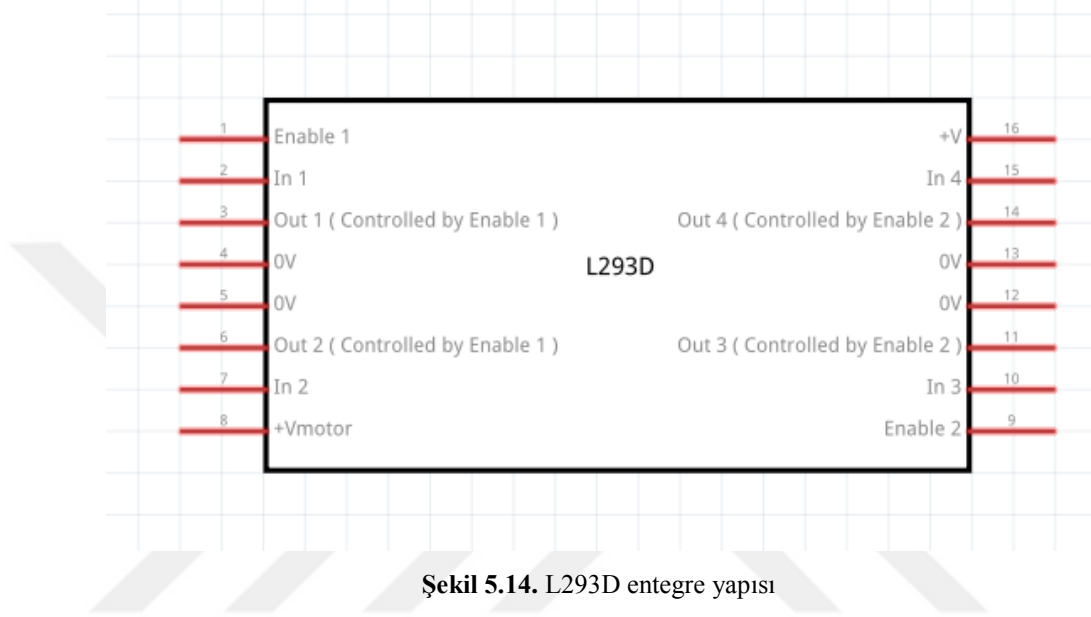 1 Enable 1 +V 16
2 In 1 In 4 15
3 Out 1 ( Controlled by Enable 1 ) Out 4 ( Controlled by Enable 2 ) 14
4 0V 0V 13
L293D
5 0V 0V 12
6 Out 2 ( Controlled by Enable 1 ) Out 3 ( Controlled by Enable 2 ) 11
7 In 2 In 3 10
8 +Vmotor Enable 2 9
Şekil 5.14. L293D entegre yapısı